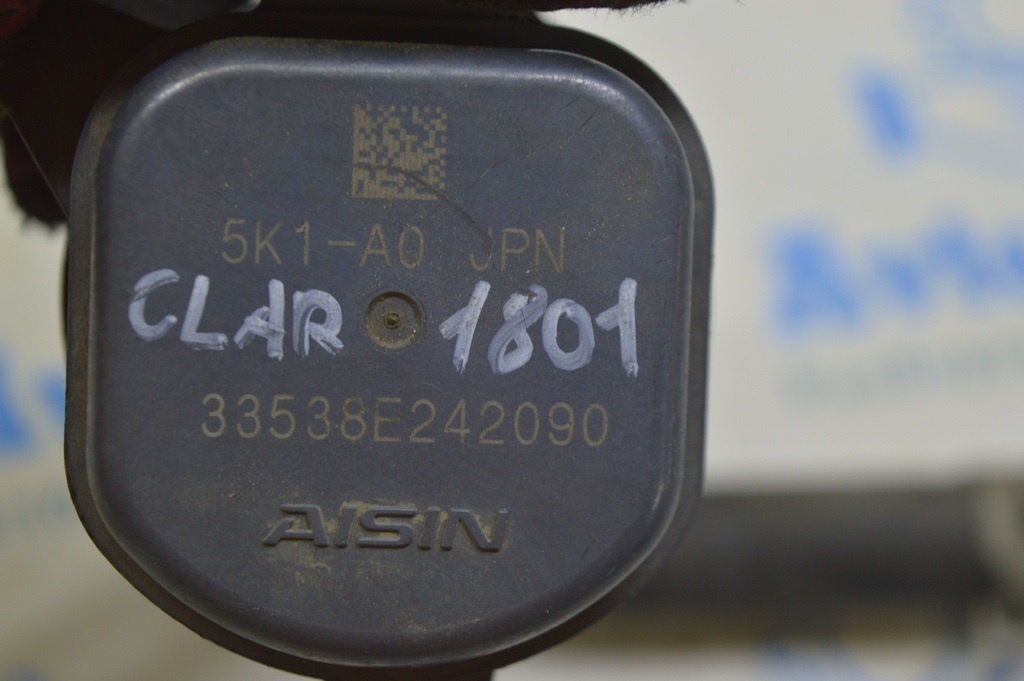 5K1-A0 JPN
CLAR 1801
33538E242090
AISIN